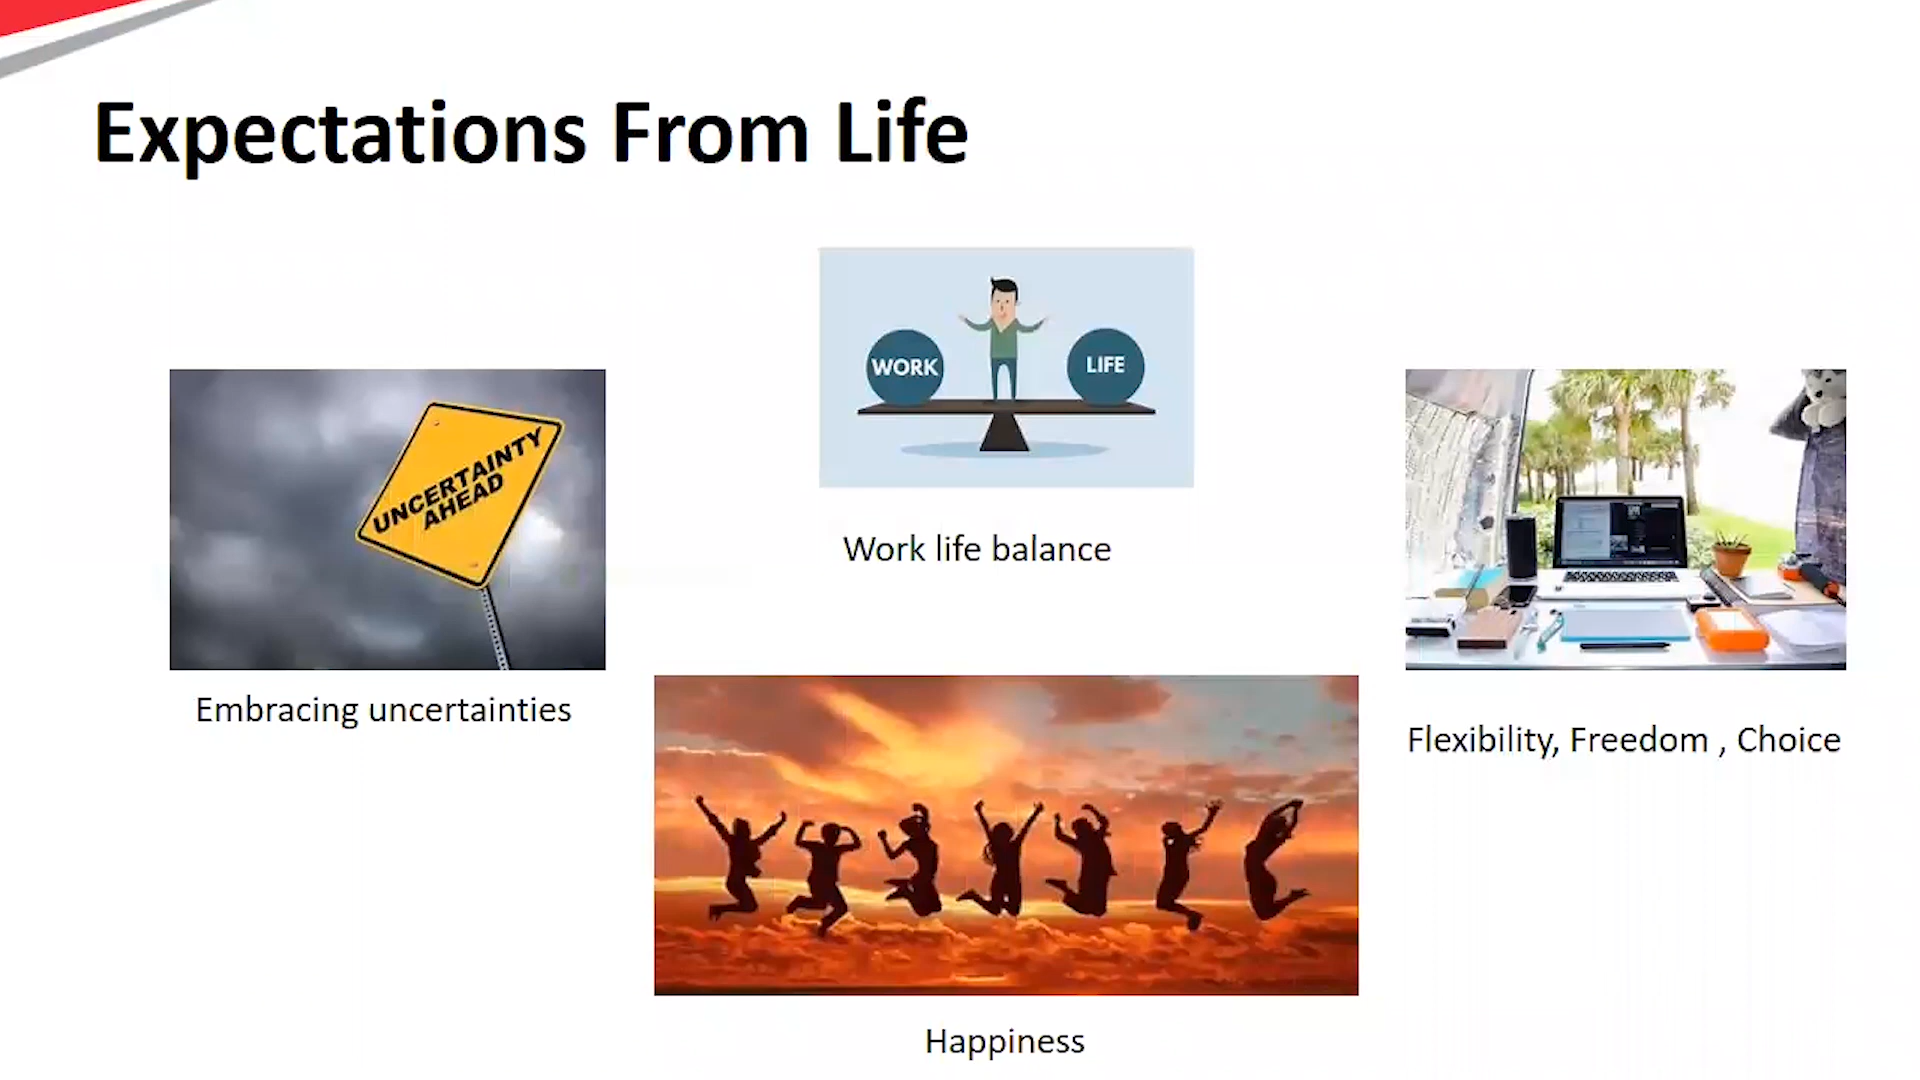 Expectations From Life
WORK
LIFE
Work life balance
UNCERTAINTY
AHEAD
Embracing uncertainties
Flexibility, Freedom , Choice
Happiness